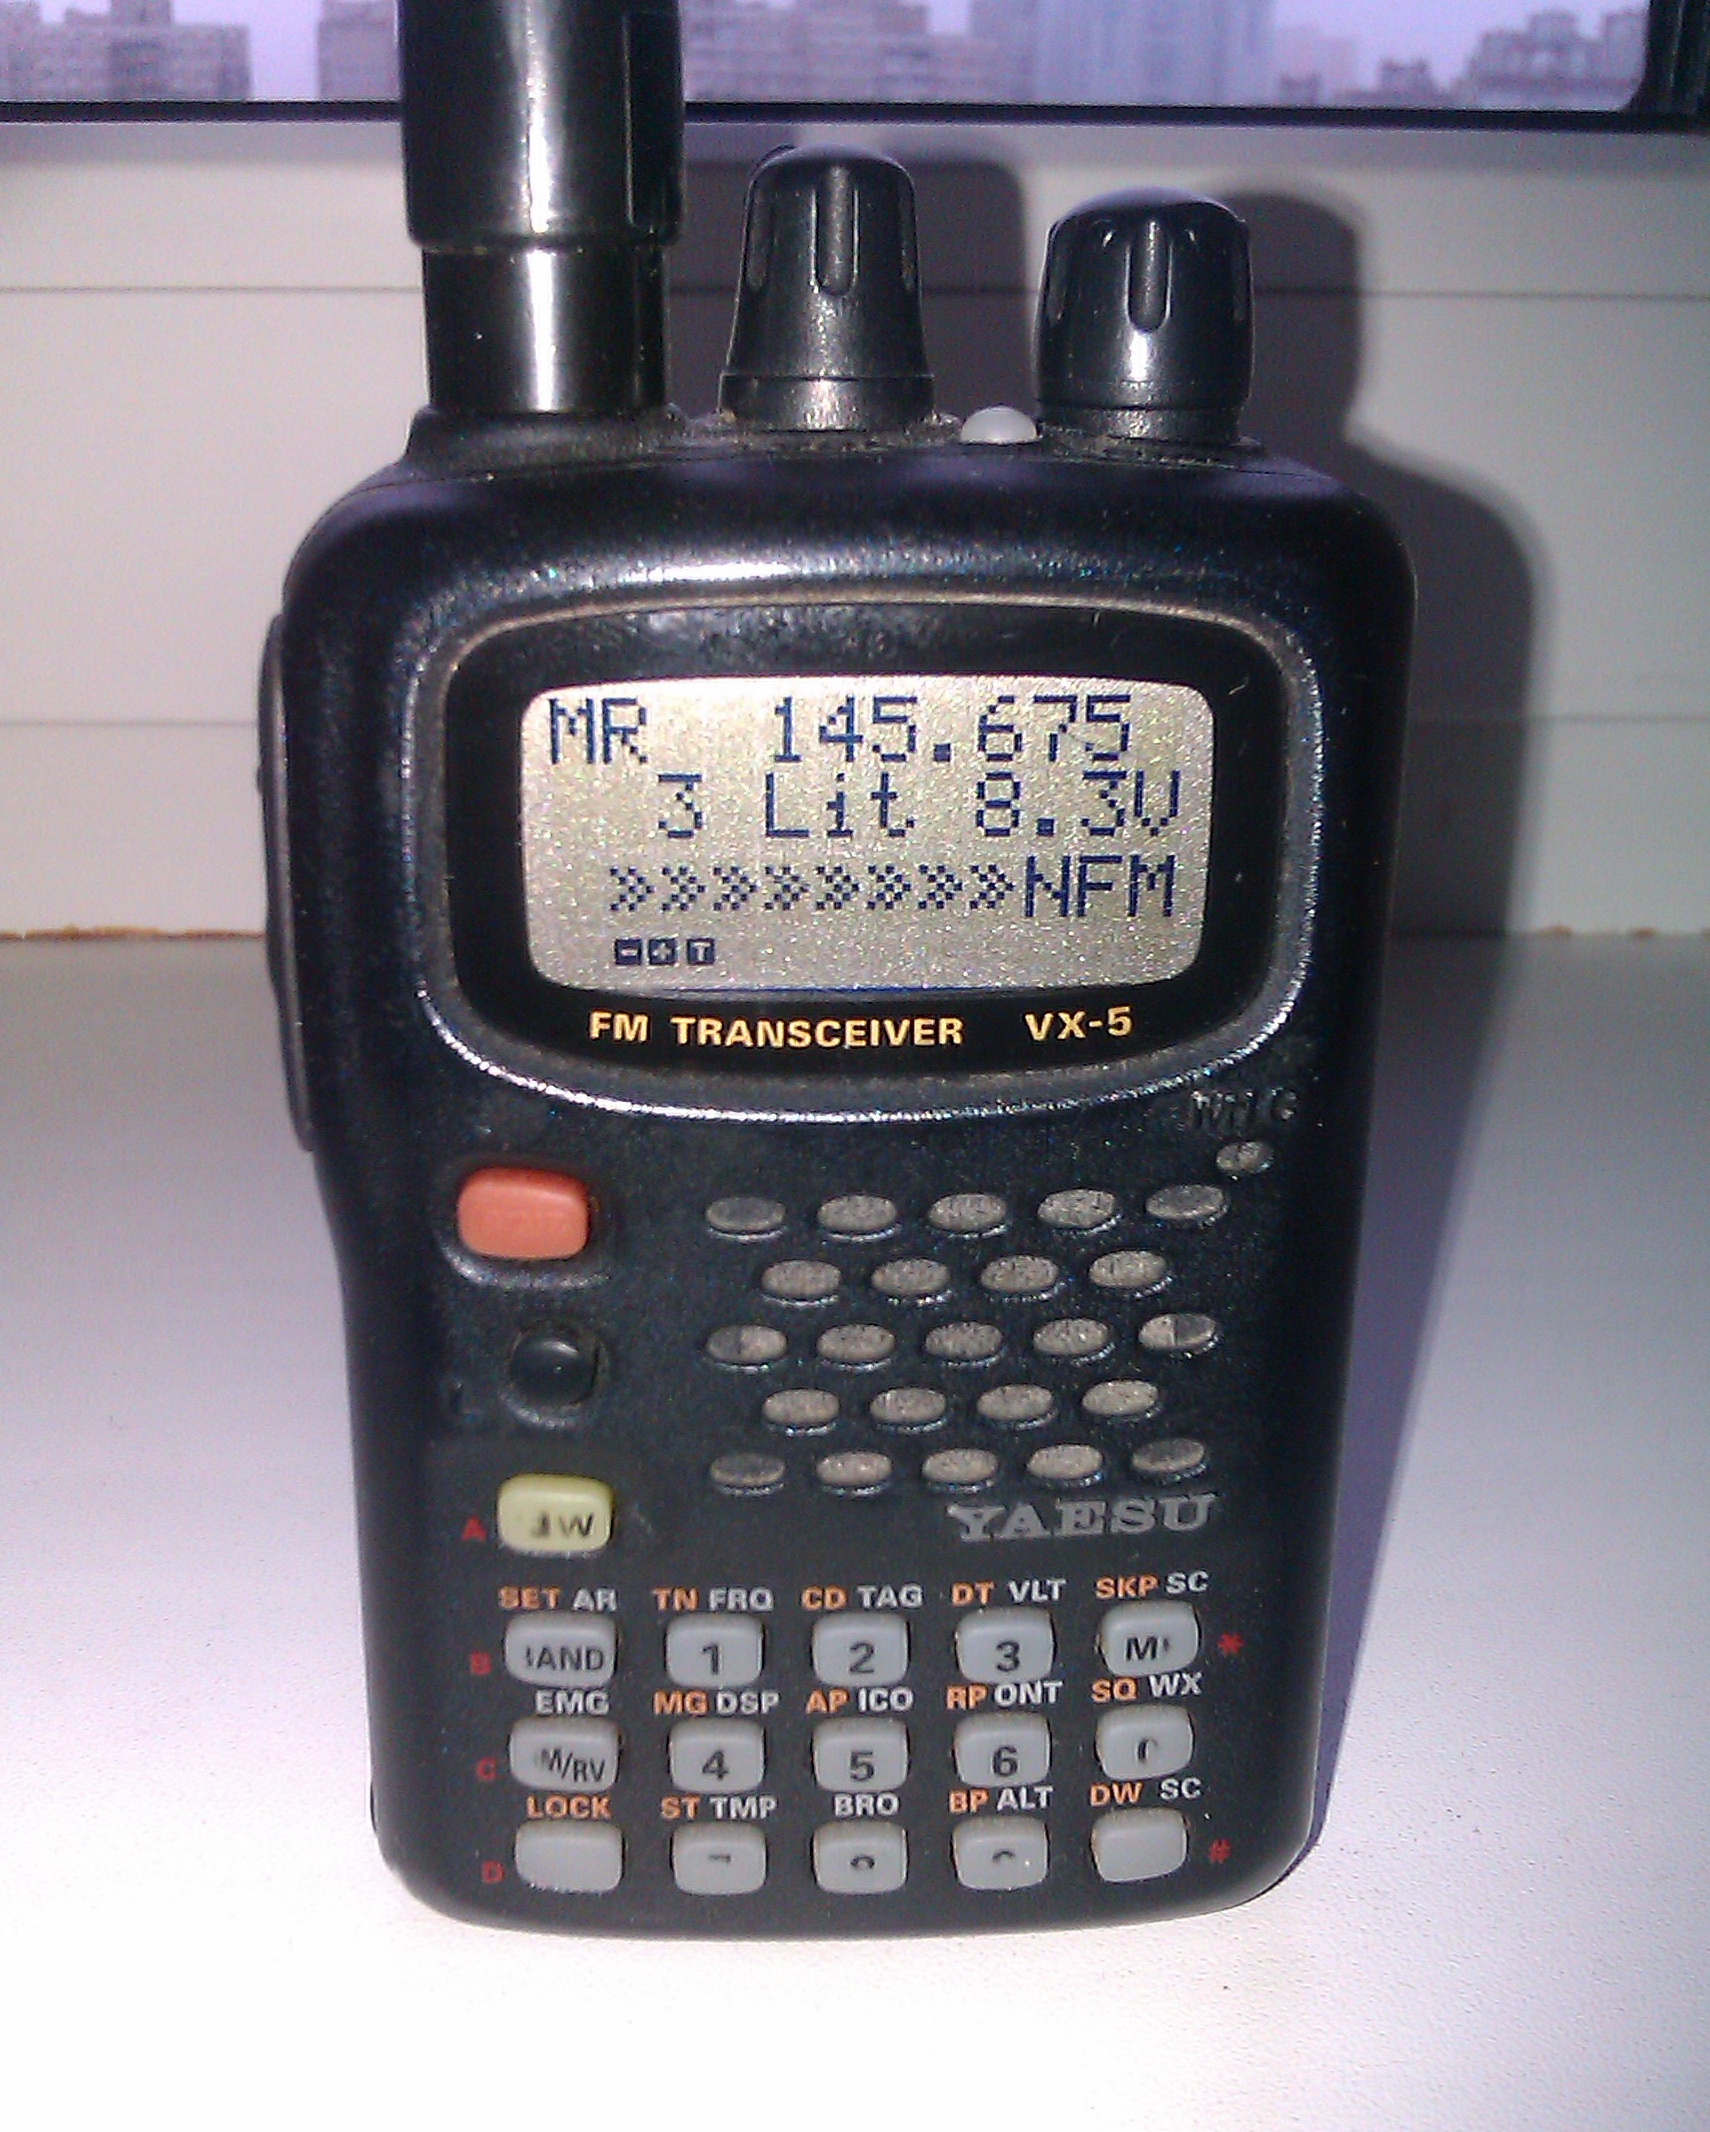 MR 145.675
3 Lit 8.3V
»»»»»»»»NFM
- + T
FM TRANSCEIVER VX-5
MIC
YAESU
A W
SET AR TN FRQ CD TAG DT VLT SKP SC
B 1 2 3 *
EMG MG DSP AP ICO RP ONT SQ WX
C /RV 4 5 6
LOCK ST TMP BRO BP ALT DW SC
D #